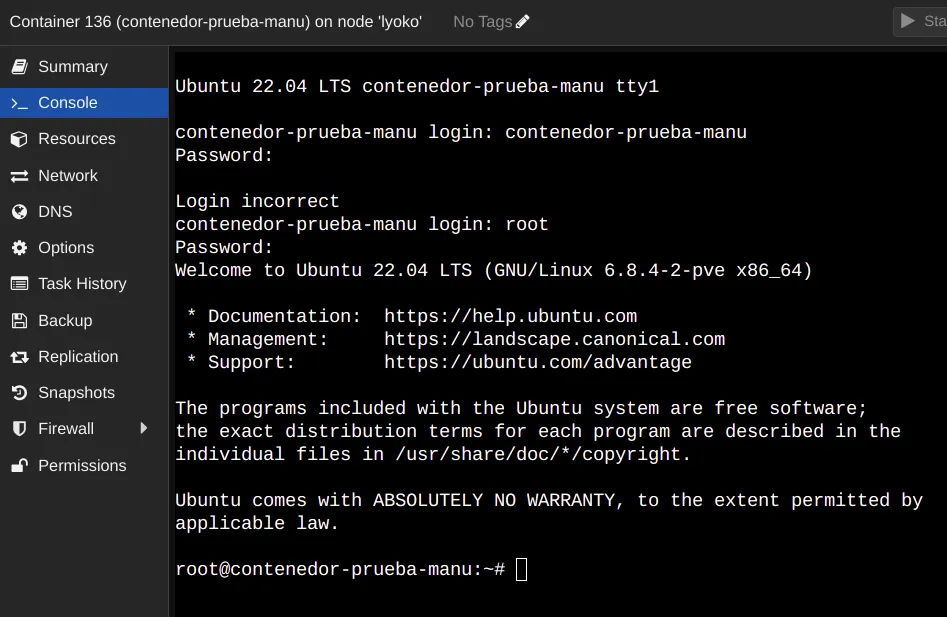 Container 136 (contenedor-prueba-manu) on node 'lyoko' No Tags
Summary
Console
Resources
Network
DNS
Options
Task History
Backup
Replication
Snapshots
Firewall
Permissions
Ubuntu 22.04 LTS contenedor-prueba-manu tty1
contenedor-prueba-manu login: contenedor-prueba-manu
Password:
Login incorrect
contenedor-prueba-manu login: root
Password:
Welcome to Ubuntu 22.04 LTS (GNU/Linux 6.8.4-2-pve x86_64)
* Documentation: https://help.ubuntu.com
* Management: https://landscape.canonical.com
* Support: https://ubuntu.com/advantage
The programs included with the Ubuntu system are free software;
the exact distribution terms for each program are described in the
individual files in /usr/share/doc/*/copyright.
Ubuntu comes with ABSOLUTELY NO WARRANTY, to the extent permitted by
applicable law.
root@contenedor-prueba-manu:~#